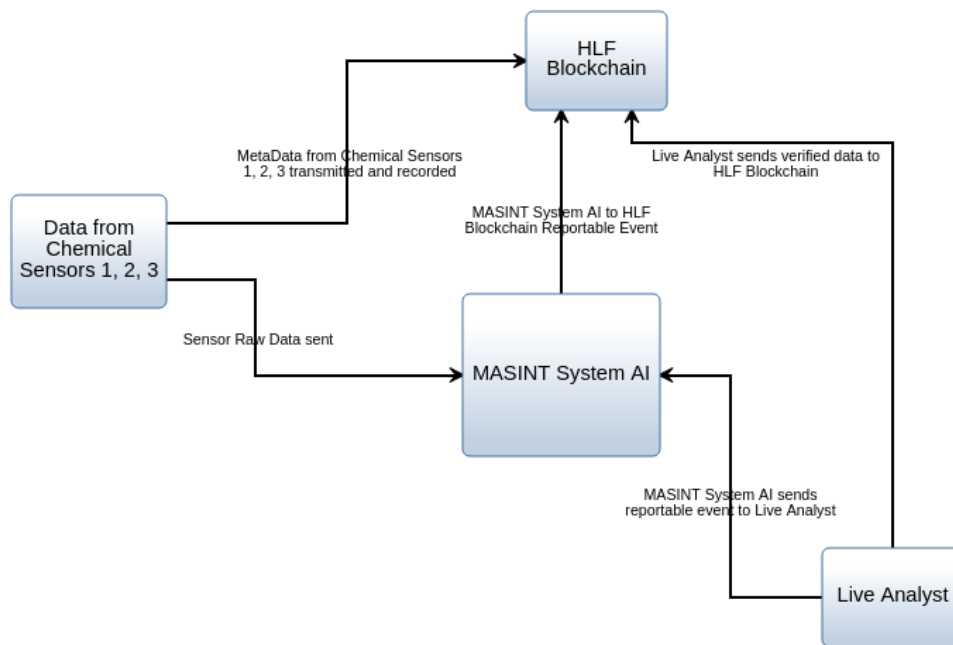 HLF
Blockchain
MetaData from Chemical Sensors
1, 2, 3 transmitted and recorded
Live Analyst sends verified data to
HLF Blockchain
MASINT System AI to HLF
Blockchain Reportable Event
Data from
Chemical
Sensors 1, 2, 3
Sensor Raw Data sent
MASINT System AI
MASINT System AI sends
reportable event to Live Analyst
Live Analyst